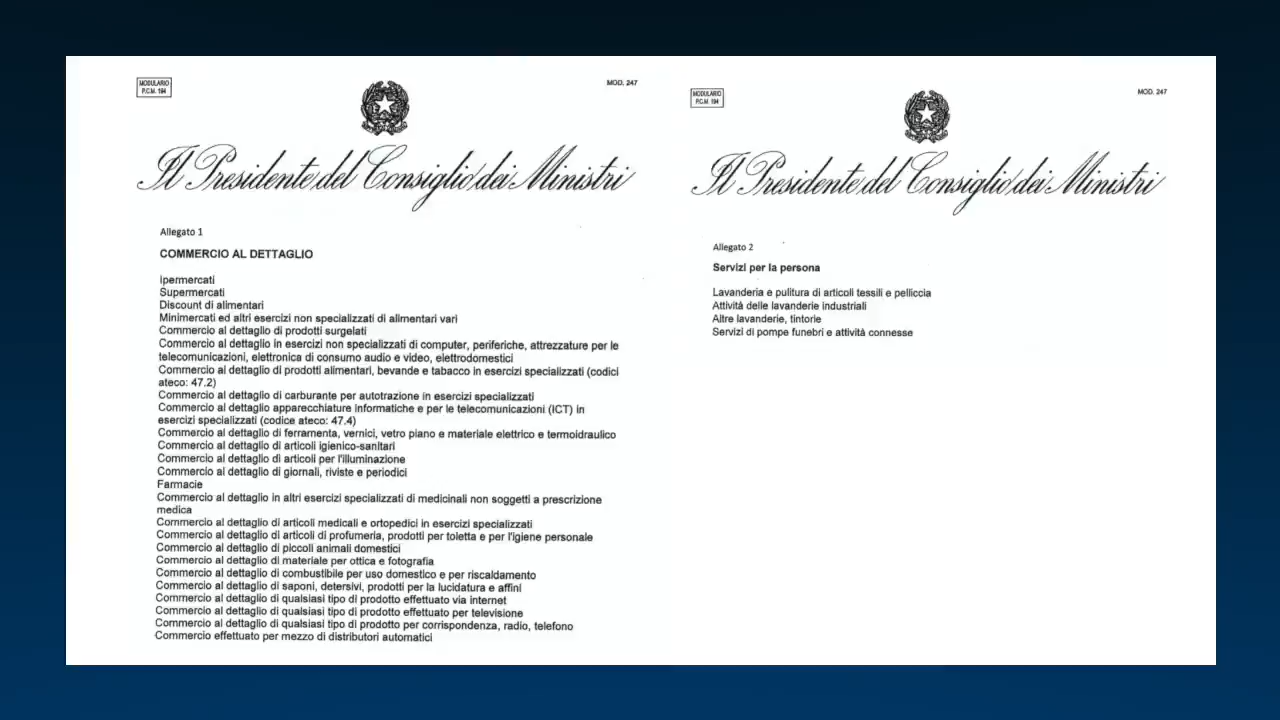 MODULARIO
P.C.M. 194
MOD. 247
Il Presidente del Consiglio dei Ministri
Allegato 1
COMMERCIO AL DETTAGLIO
Ipermercati
Supermercati
Discount di alimentari
Minimercati ed altri esercizi non specializzati di alimentari vari
Commercio al dettaglio di prodotti surgelati
Commercio al dettaglio in esercizi non specializzati di computer, periferiche, attrezzature per le
telecomunicazioni, elettronica di consumo audio e video, elettrodomestici
Commercio al dettaglio di prodotti alimentari, bevande e tabacco in esercizi specializzati (codici
ateco: 47.2)
Commercio al dettaglio di carburante per autotrazione in esercizi specializzati
Commercio al dettaglio apparecchiature informatiche e per le telecomunicazioni (ICT) in
esercizi specializzati (codice ateco: 47.4)
Commercio al dettaglio di ferramenta, vernici, vetro piano e materiale elettrico e termoidraulico
Commercio al dettaglio di articoli igienico-sanitari
Commercio al dettaglio di articoli per l'illuminazione
Commercio al dettaglio di giornali, riviste e periodici
Farmacie
Commercio al dettaglio in altri esercizi specializzati di medicinali non soggetti a prescrizione
medica
Commercio al dettaglio di articoli medicali e ortopedici in esercizi specializzati
Commercio al dettaglio di articoli di profumeria, prodotti per toletta e per l'igiene personale
Commercio al dettaglio di piccoli animali domestici
Commercio al dettaglio di materiale per ottica e fotografia
Commercio al dettaglio di combustibile per uso domestico e per riscaldamento
Commercio al dettaglio di saponi, detersivi, prodotti per la lucidatura e affini
Commercio al dettaglio di qualsiasi tipo di prodotto effettuato via internet
Commercio al dettaglio di qualsiasi tipo di prodotto effettuato per televisione
Commercio al dettaglio di qualsiasi tipo di prodotto per corrispondenza, radio, telefono
Commercio effettuato per mezzo di distributori automatici
MODULARIO
P.C.M. 194
MOD. 247
Il Presidente del Consiglio dei Ministri
Allegato 2
Servizi per la persona
Lavanderia e pulitura di articoli tessili e pelliccia
Attività delle lavanderie industriali
Altre lavanderie, tintorie
Servizi di pompe funebri e attività connesse